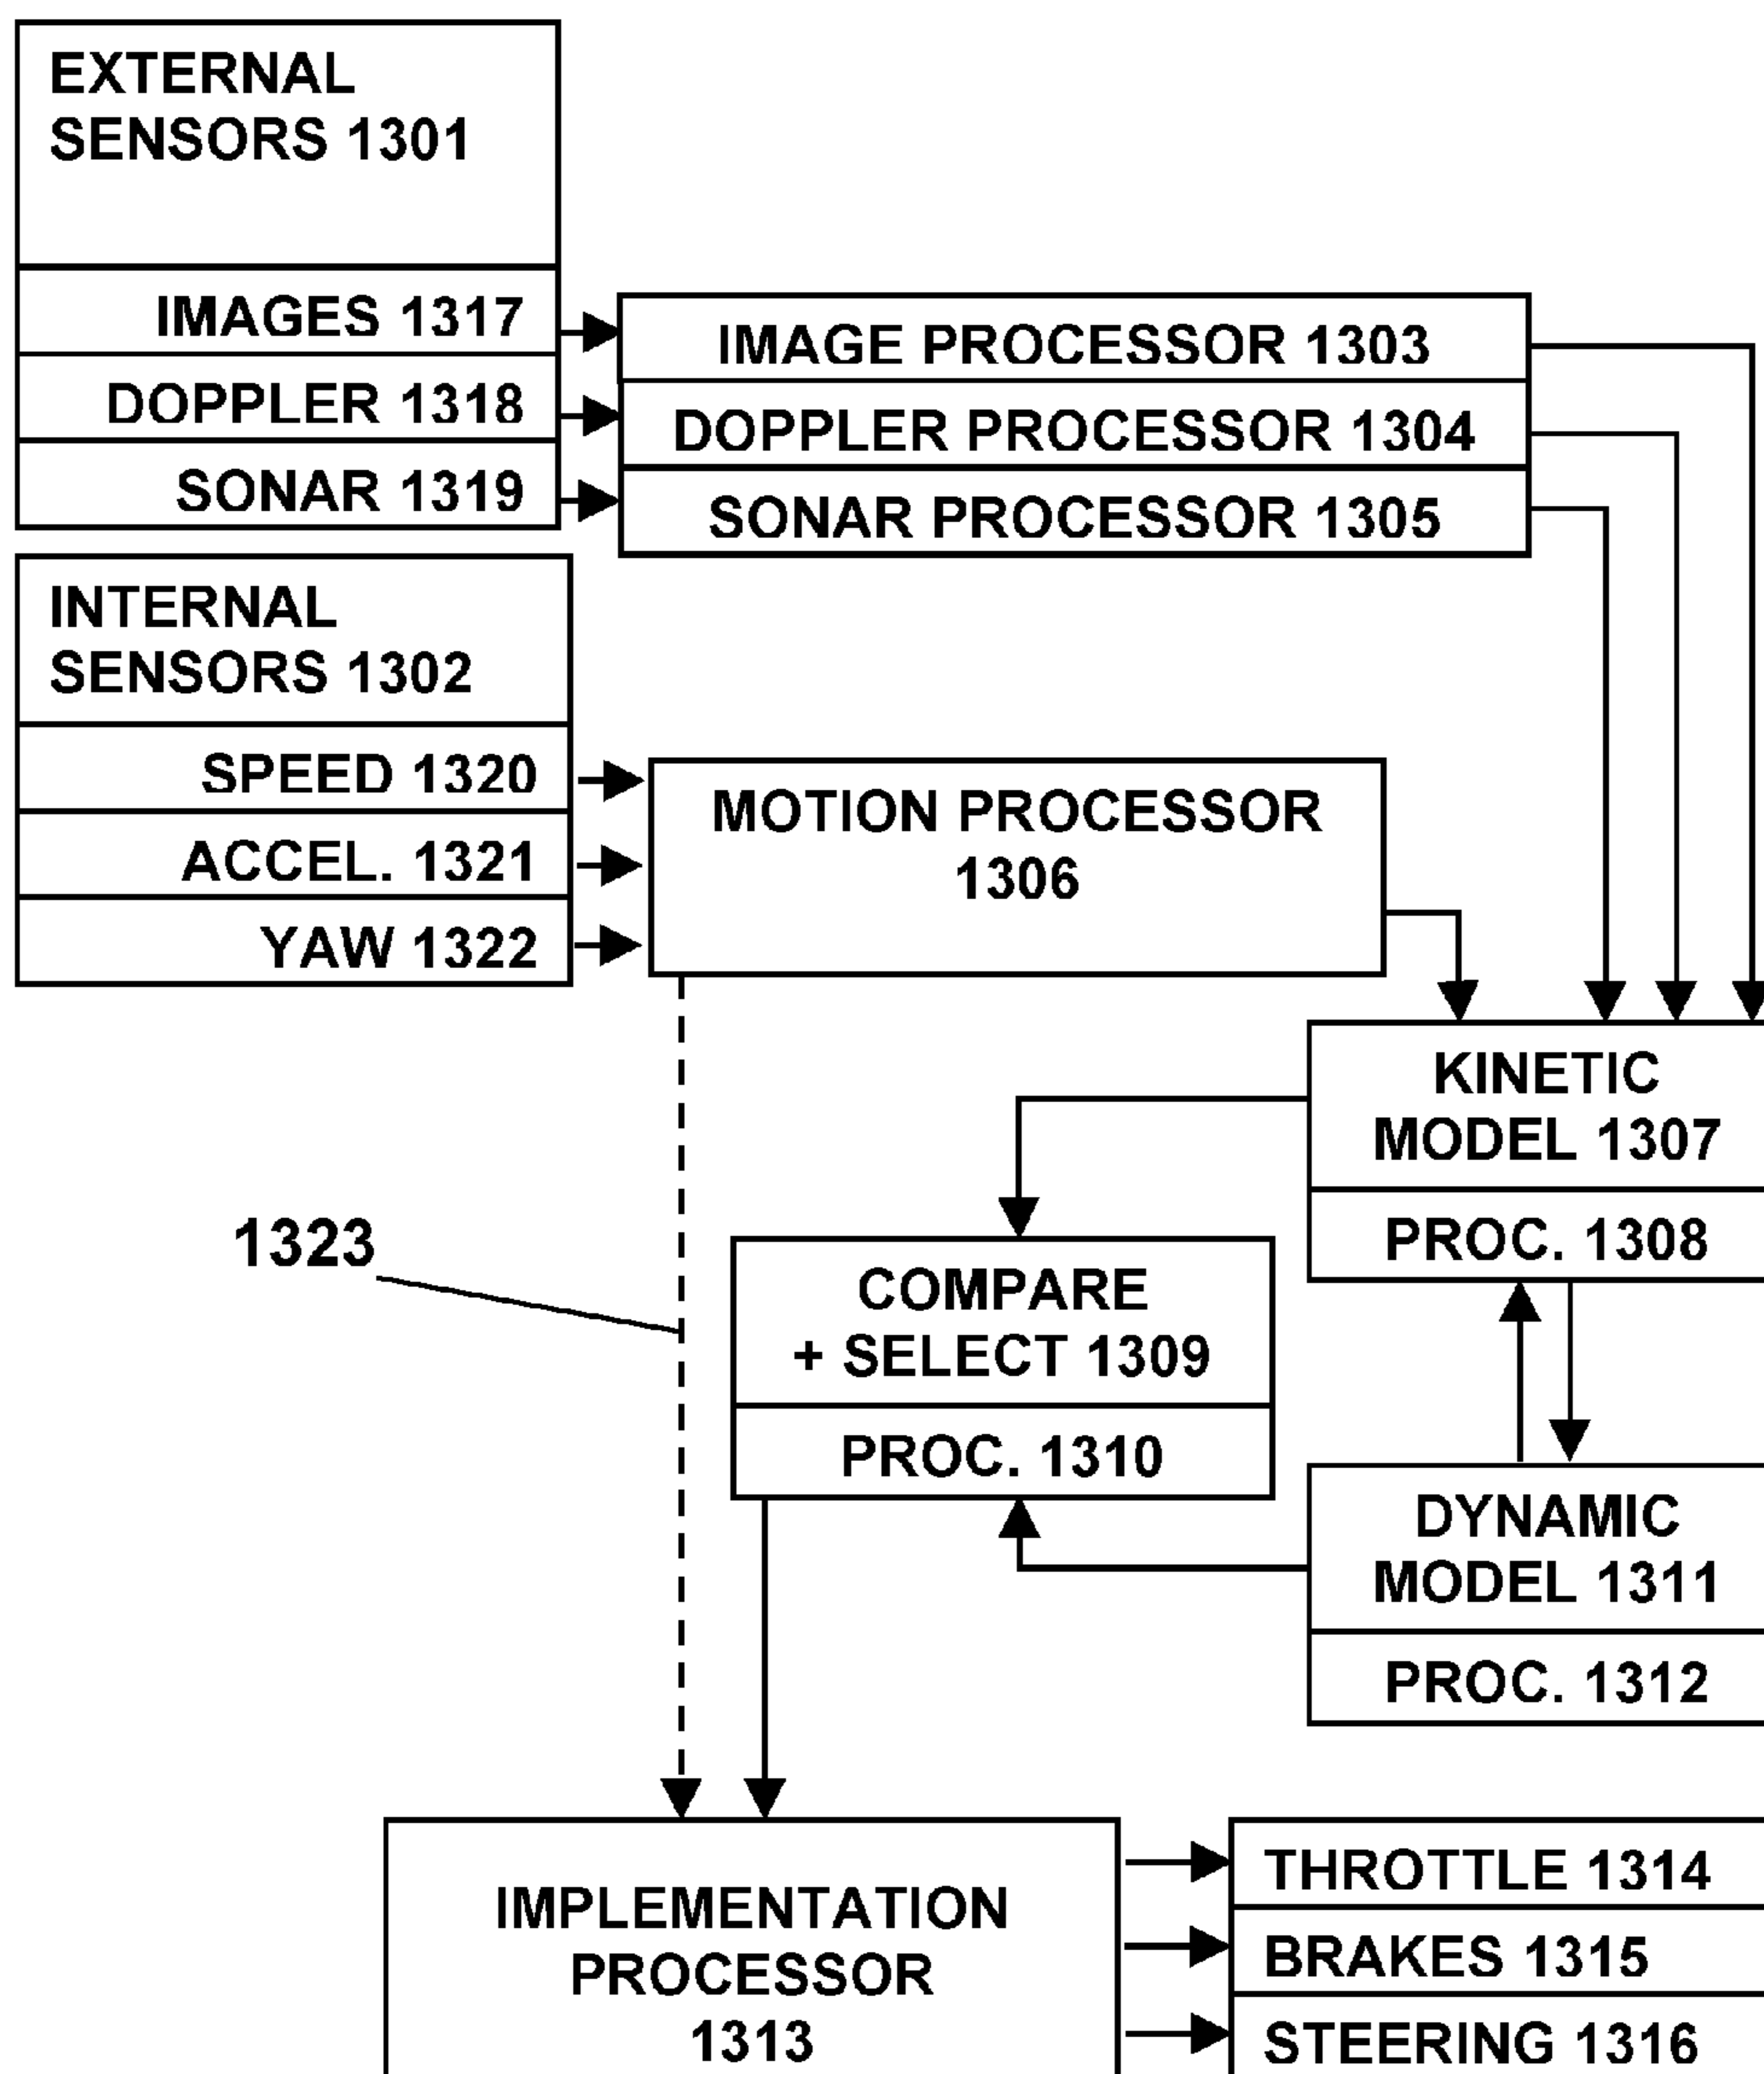 EXTERNAL
SENSORS 1301
IMAGES 1317
DOPPLER 1318
SONAR 1319
IMAGE PROCESSOR 1303
DOPPLER PROCESSOR 1304
SONAR PROCESSOR 1305
INTERNAL
SENSORS 1302
SPEED 1320
ACCEL. 1321
YAW 1322
MOTION PROCESSOR
1306
KINETIC
MODEL 1307
PROC. 1308
1323
COMPARE
+ SELECT 1309
PROC. 1310
DYNAMIC
MODEL 1311
PROC. 1312
IMPLEMENTATION
PROCESSOR
1313
THROTTLE 1314
BRAKES 1315
STEERING 1316